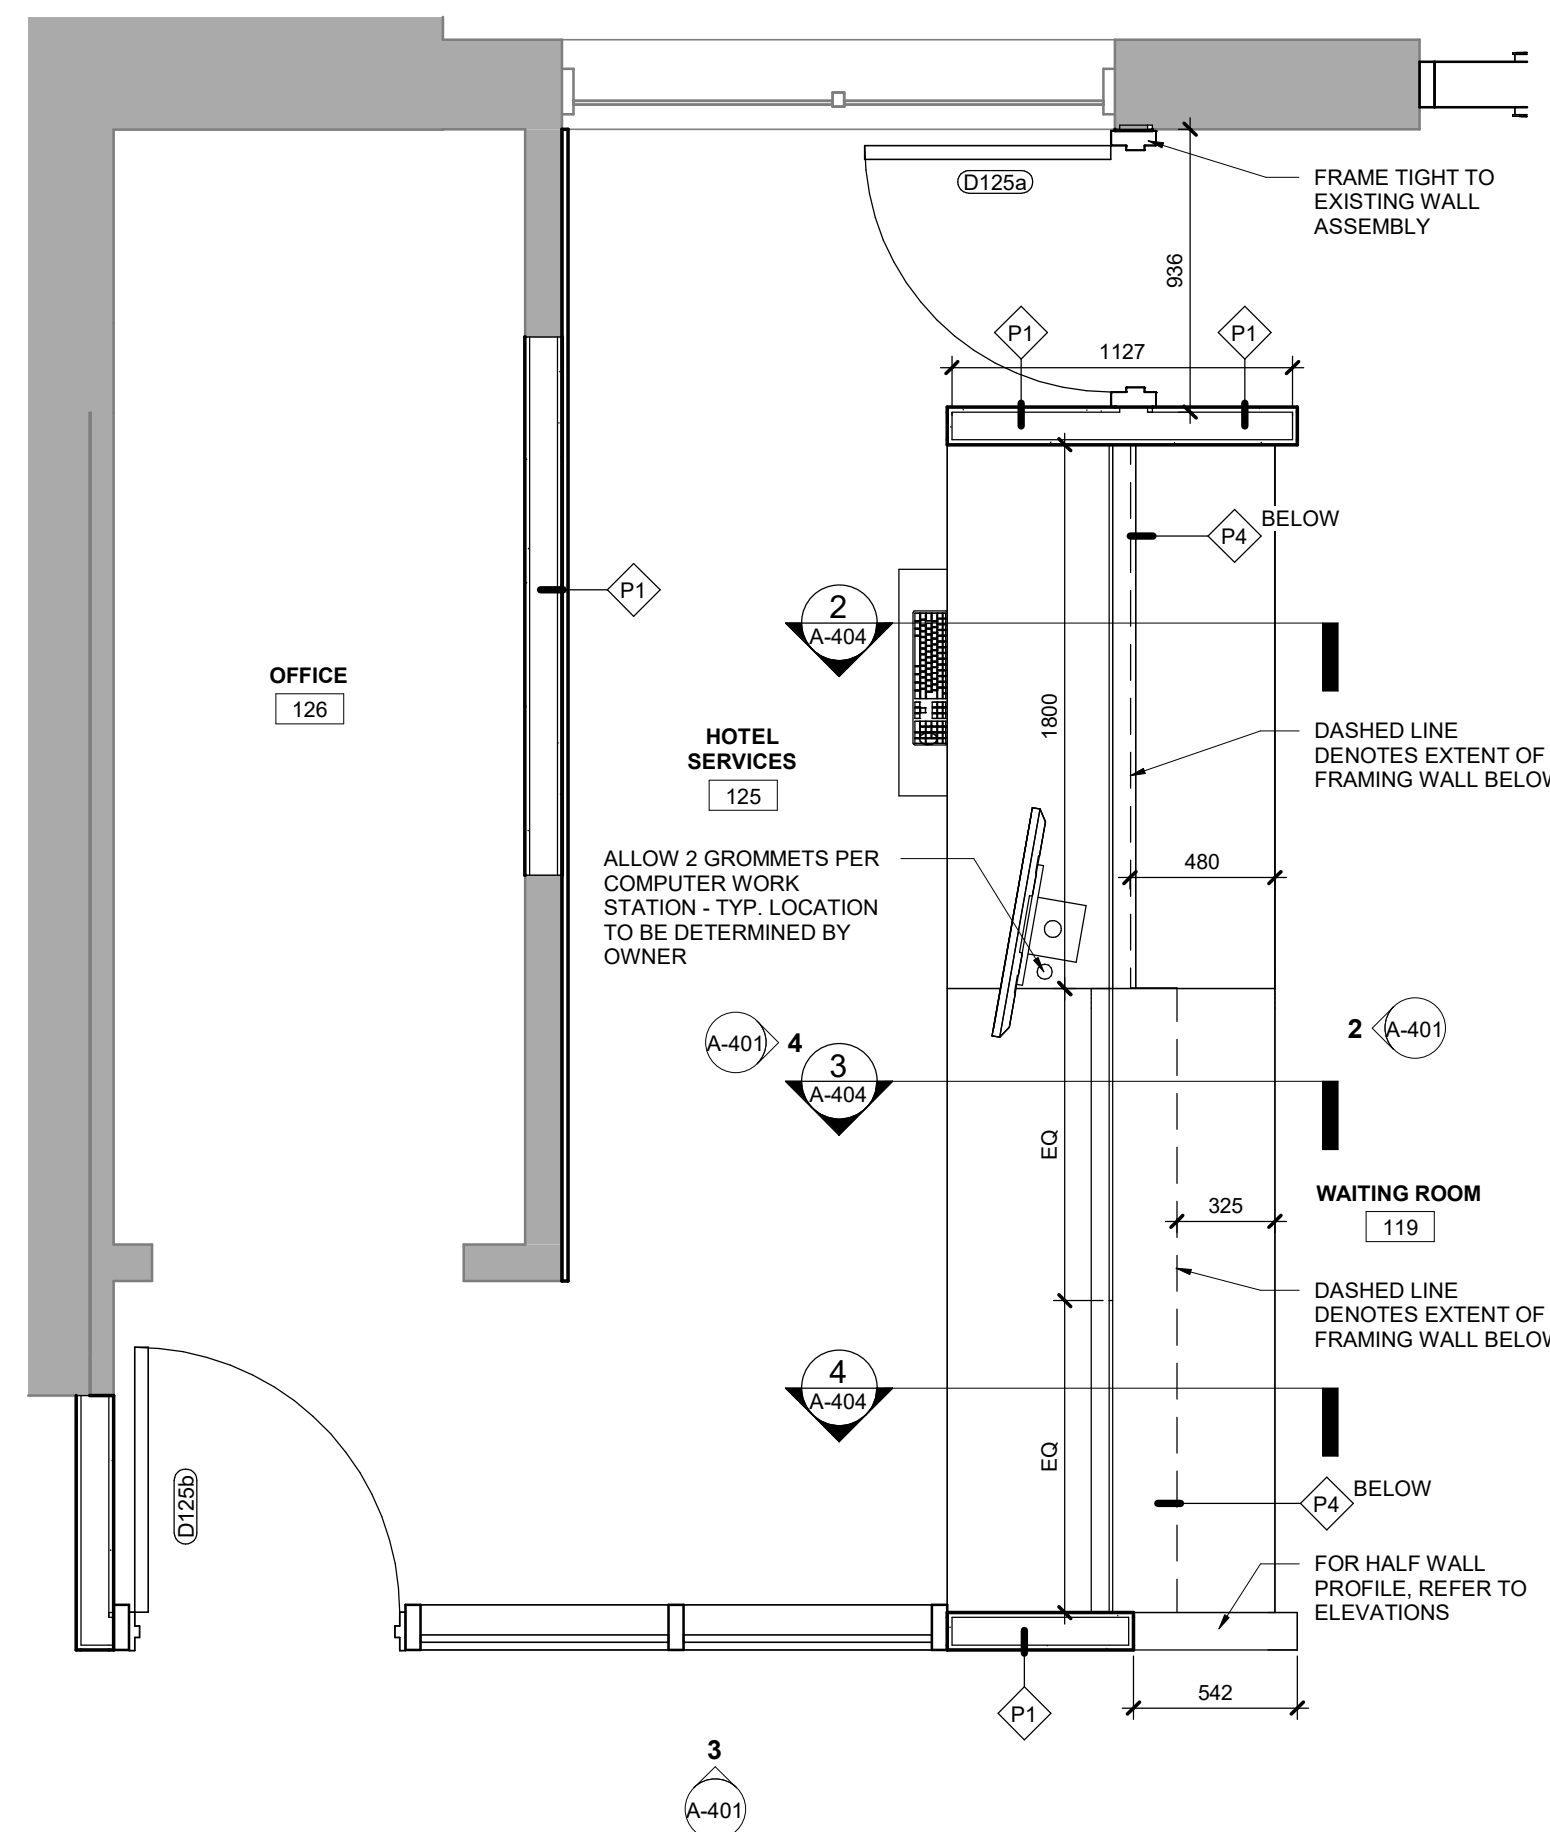 D125a
FRAME TIGHT TO
EXISTING WALL
ASSEMBLY
936
P1
P1
1127
BELOW
P4
P1
2
A-404
OFFICE
126
1800
HOTEL
SERVICES
125
DASHED LINE
DENOTES EXTENT OF
FRAMING WALL BELOW
ALLOW 2 GROMMETS PER
COMPUTER WORK
STATION - TYP. LOCATION
TO BE DETERMINED BY
OWNER
480
A-401
4
2
A-401
3
A-404
EQ
WAITING ROOM
119
325
DASHED LINE
DENOTES EXTENT OF
FRAMING WALL BELOW
4
A-404
EQ
D125b
BELOW
P4
FOR HALF WALL
PROFILE, REFER TO
ELEVATIONS
542
P1
3
A-401